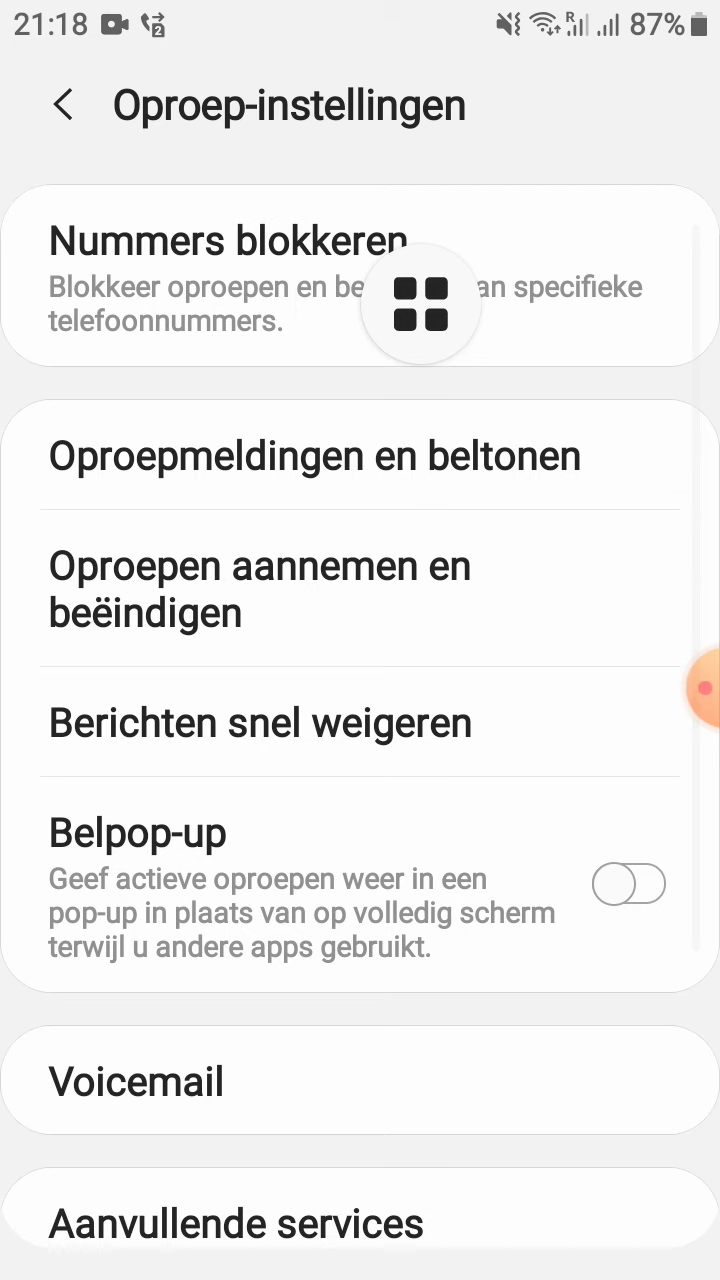 21:18 2 R 87%
Oproep-instellingen
Nummers blokkeren
Blokkeer oproepen en be an specifieke
telefoonnummers.
Oproepmeldingen en beltonen
Oproepen aannemen en
beëindigen
Berichten snel weigeren
Belpop-up
Geef actieve oproepen weer in een
pop-up in plaats van op volledig scherm
terwijl u andere apps gebruikt.
Voicemail
Aanvullende services